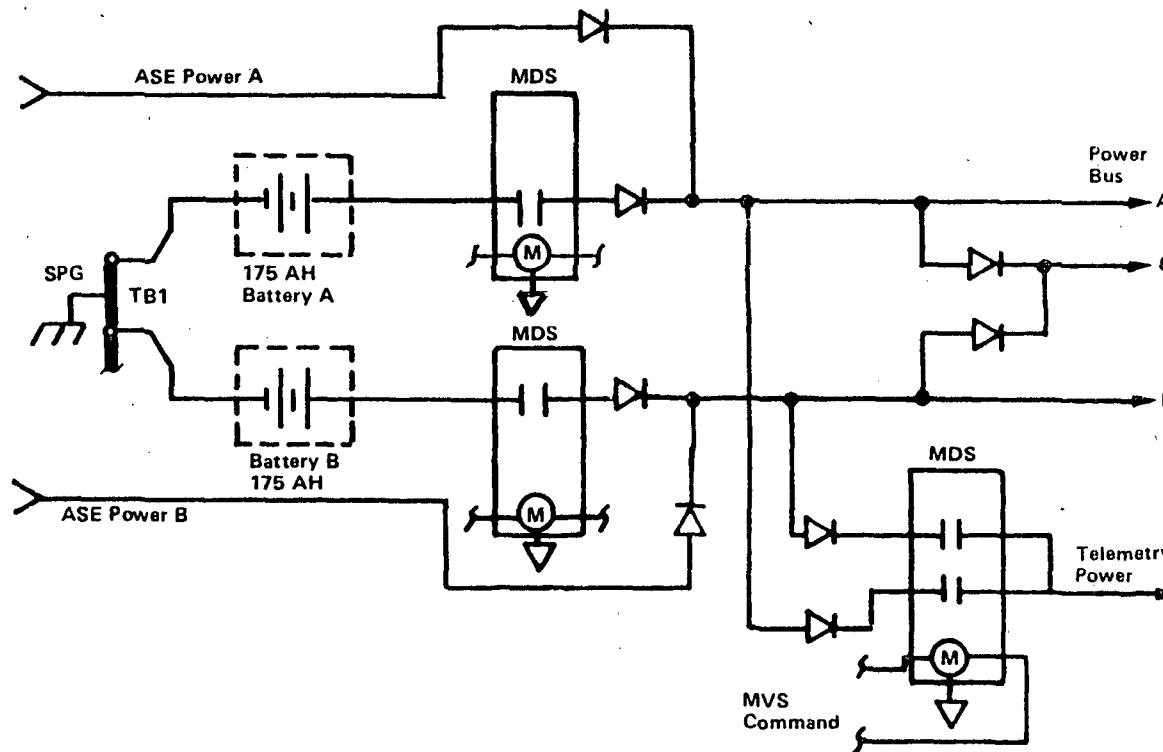 ASE Power A
MDS
Power
Bus
A
175 AH
Battery A
SPG
TB1
M
MDS
Battery B
175 AH
ASE Power B
M
MDS
Telemetry
Power
M
MVS
Command